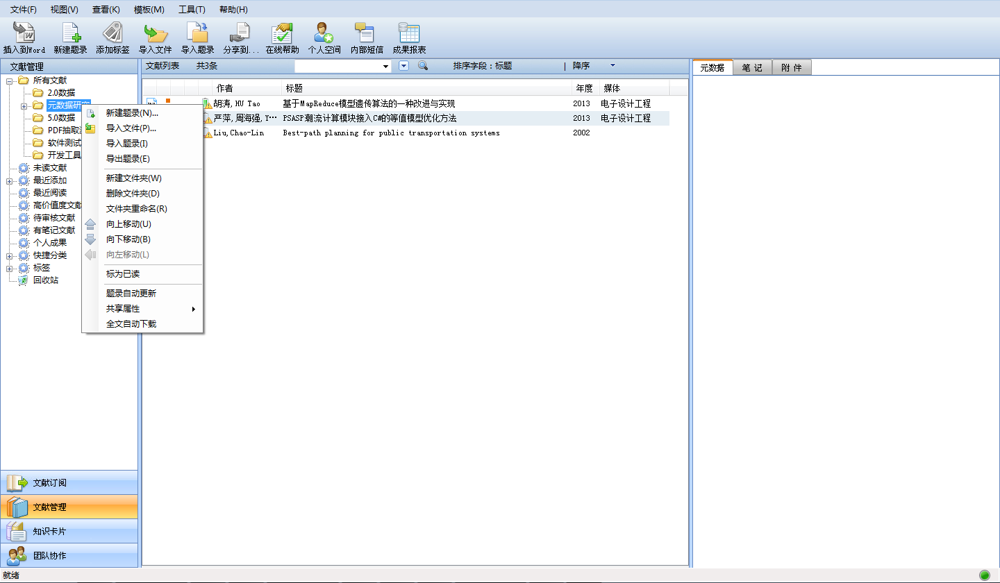 文件(F) 视图(V) 查看(K) 模板(M) 工具(T) 帮助(H)
插入到Word 新建题录 添加标签 导入文件 导入题录 分享到... 在线帮助 个人空间 内部短信 成果报表
文献管理
所有文献
2.0数据
元数据研究
5.0数据
PDF抽取
软件测试
开发工具
未读文献
最近添加
最近阅读
高价值度文献
待审核文献
有笔记文献
个人成果
快捷分类
标签
回收站
新建题录(N)...
导入文件(P)...
导入题录(I)
导出题录(E)
新建文件夹(W)
删除文件夹(D)
文件夹重命名(R)
向上移动(U)
向下移动(B)
向左移动(L)
标为已读
题录自动更新
共享属性
全文自动下载
文献列表 共3条 排序字段：标题 | 降序
作者 标题 年度 媒体
胡涛, HU Tao 基于MapReduce模型遗传算法的一种改进与实现 2013 电子设计工程
严萍, 周海强, Y… PSASP潮流计算模块接入C#的等值模型优化方法 2013 电子设计工程
Liu, Chao-Lin Best-path planning for public transportation systems 2002
元数据 笔 记 附 件
文献订阅
文献管理
知识卡片
团队协作
就绪